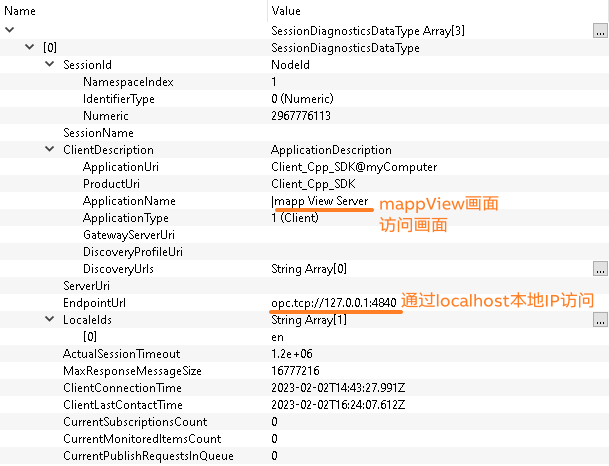 Name Value
SessionDiagnosticsDataType Array[3] ...
[0] SessionDiagnosticsDataType
SessionId NodeId
NamespaceIndex 1
IdentifierType 0 (Numeric)
Numeric 2967776113
SessionName
ClientDescription ApplicationDescription
ApplicationUri Client_Cpp_SDK@myComputer
ProductUri Client_Cpp_SDK
ApplicationName |mapp View Server mappView画面
ApplicationType 1 (Client) 访问画面
GatewayServerUri
DiscoveryProfileUri
DiscoveryUrls String Array[0] ...
ServerUri
EndpointUrl opc.tcp://127.0.0.1:4840 通过localhost本地IP访问
LocaleIds String Array[1] ...
[0] en
ActualSessionTimeout 1.2e+06
MaxResponseMessageSize 16777216
ClientConnectionTime 2023-02-02T14:43:27.991Z
ClientLastContactTime 2023-02-02T16:24:07.612Z
CurrentSubscriptionsCount 0
CurrentMonitoredItemsCount 0
CurrentPublishRequestsInQueue 0